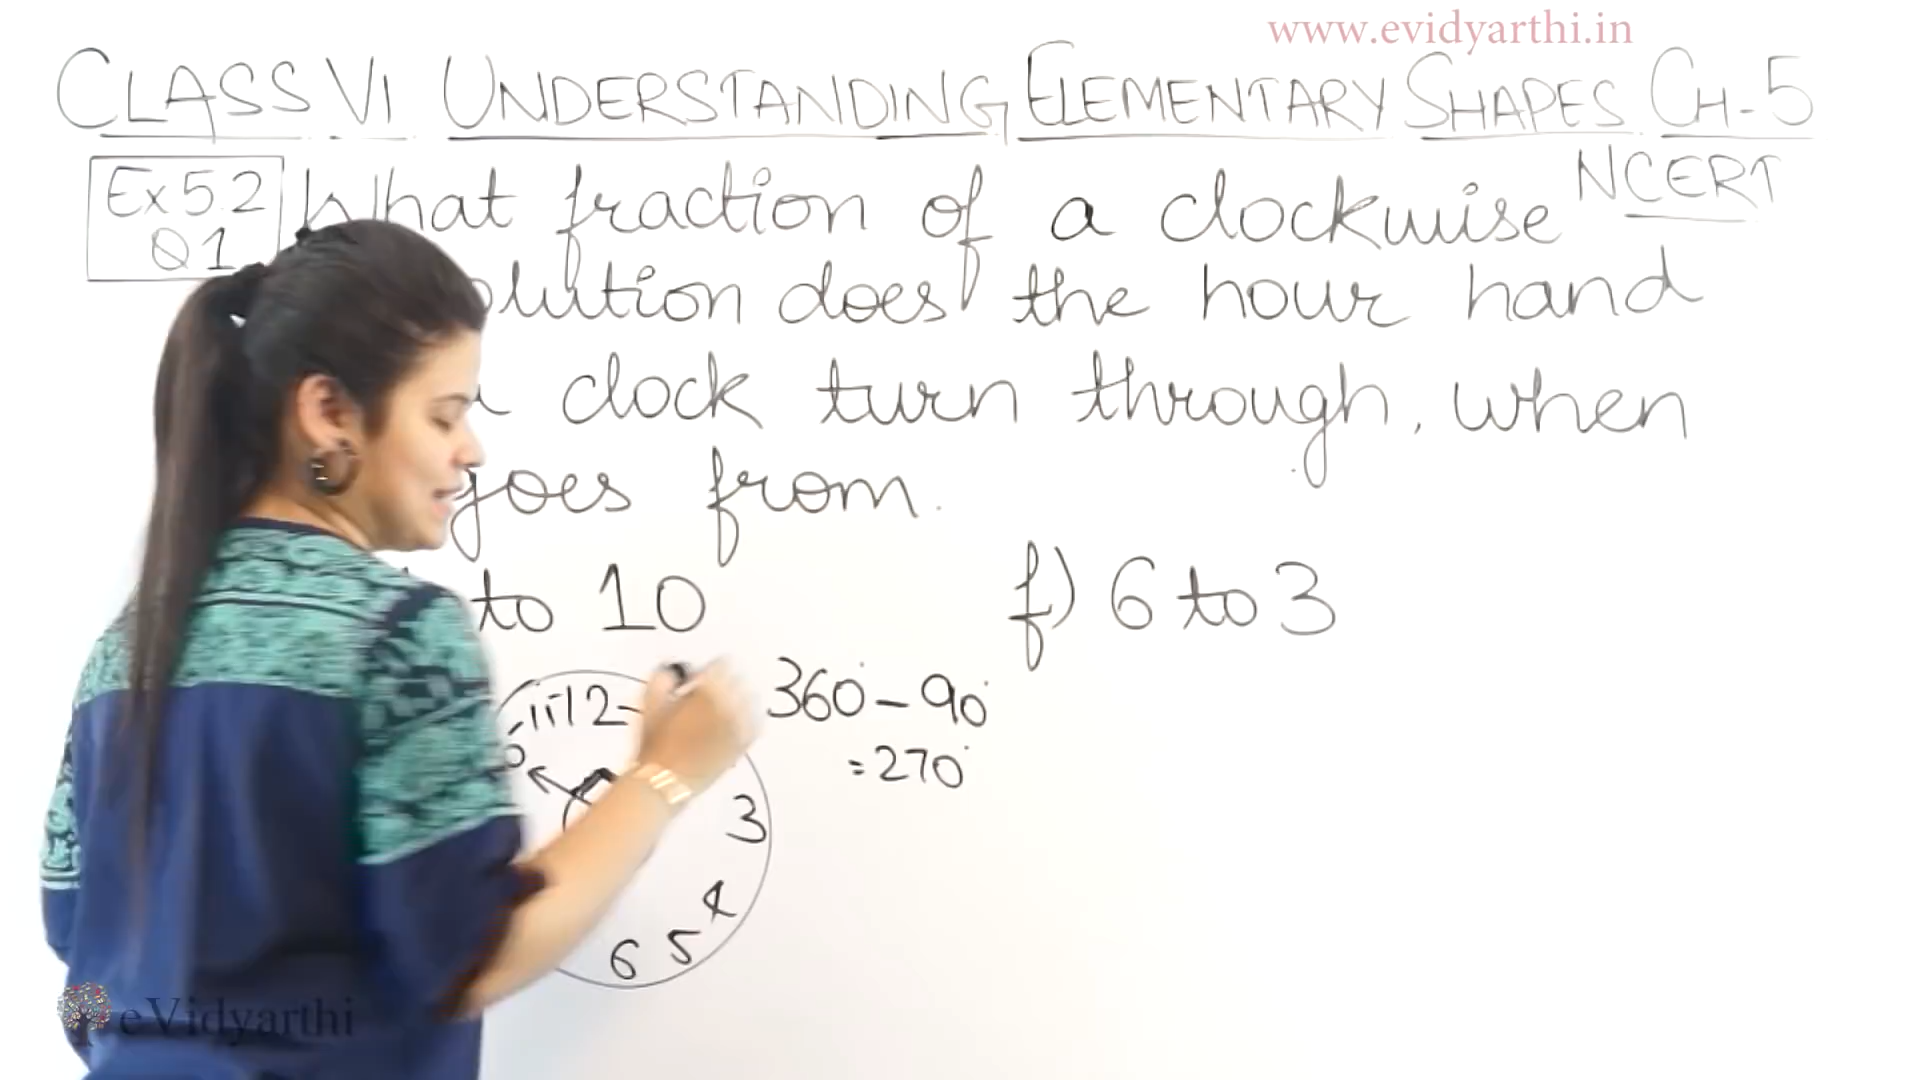 www.evidyarthi.in
CLASS VI UNDERSTANDING ELEMENTARY SHAPES CH-5
NCERT
Ex 5.2
Q1
What fraction of a clockwise
lution does the hour hand
clock turn through, when
goes from.
to 10
f) 6 to 3
360° - 90°
= 270°
11 12
3
4
5
6
eVidyarthi